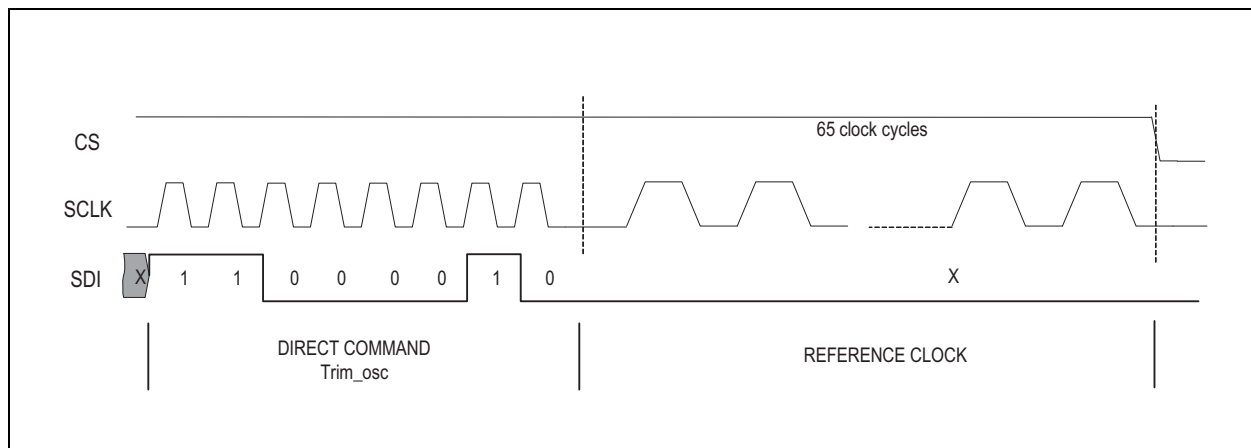 65 clock cycles
CS
SCLK
SDI X 1 1 0 0 0 0 1 0 X
DIRECT COMMAND
Trim_osc
REFERENCE CLOCK